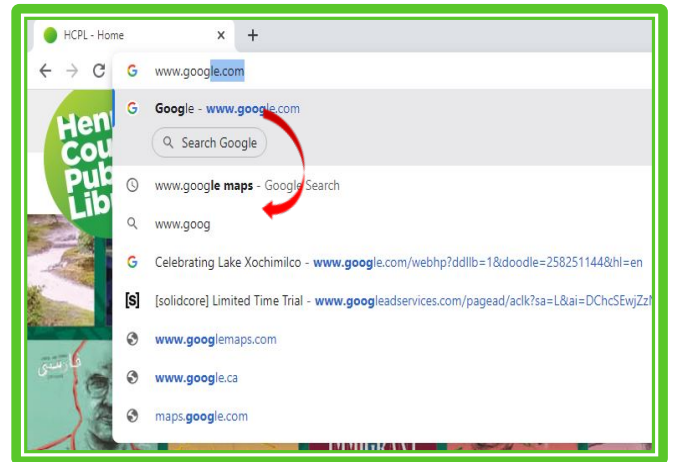 HCPL - Home
www.google.com
Google - www.google.com
Search Google
www.google maps - Google Search
www.goog
Celebrating Lake Xochimilco - www.google.com/webhp?ddllb=1&doodle=258251144&hl=en
[s] [solidcore] Limited Time Trial - www.googleadservices.com/pagead/aclk?sa=L&ai=DChcSEwjZzN
www.googlemaps.com
www.google.ca
maps.google.com
Hen
Cou
Pub
Lib
فارسی